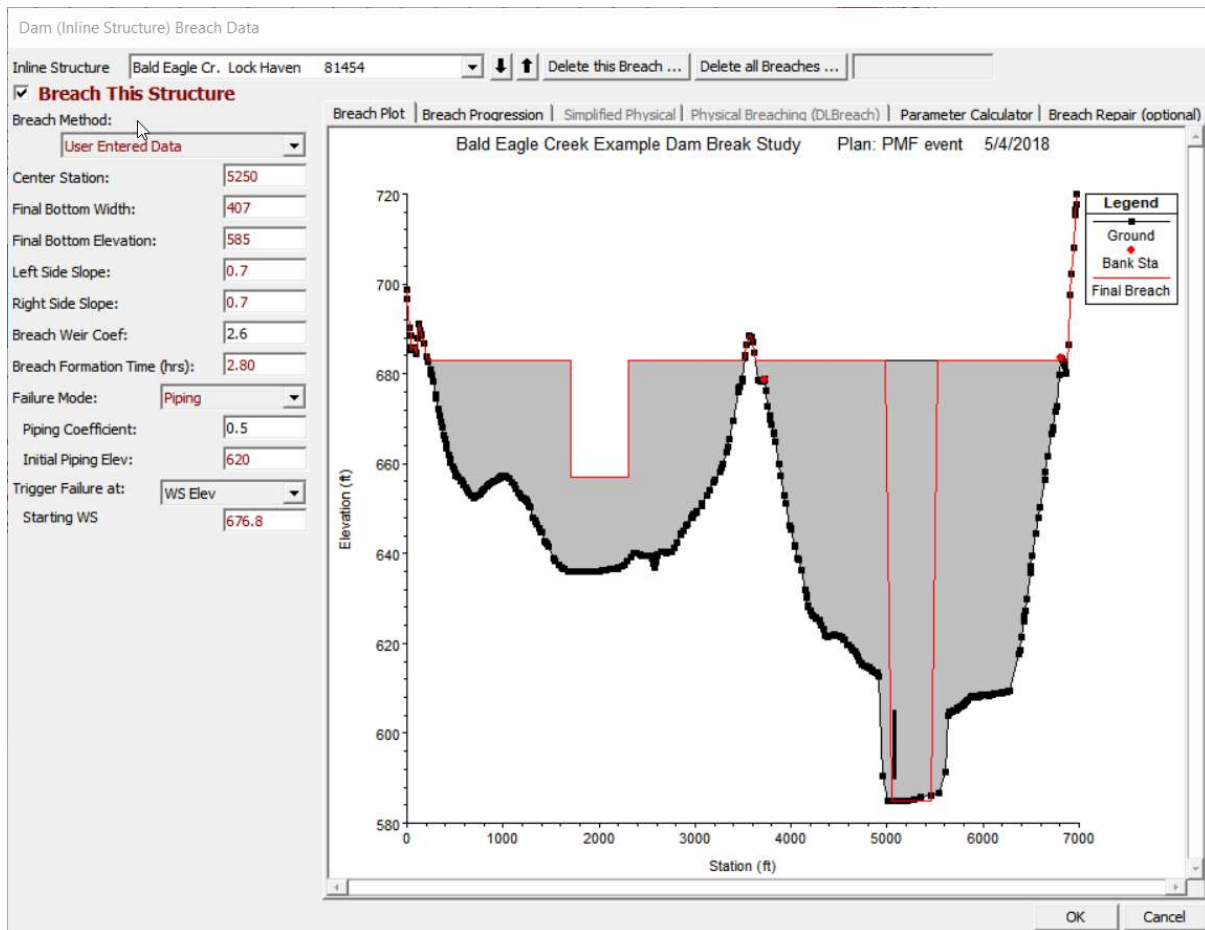 Dam (Inline Structure) Breach Data
Inline Structure Bald Eagle Cr. Lock Haven 81454 Delete this Breach ... Delete all Breaches ...
Breach This Structure
Breach Method:
User Entered Data
Center Station: 5250
Final Bottom Width: 407
Final Bottom Elevation: 585
Left Side Slope: 0.7
Right Side Slope: 0.7
Breach Weir Coef: 2.6
Breach Formation Time (hrs): 2.80
Failure Mode: Piping
Piping Coefficient: 0.5
Initial Piping Elev: 620
Trigger Failure at: WS Elev
Starting WS 676.8
Breach Plot Breach Progression Simplified Physical Physical Breaching (DLBreach) Parameter Calculator Breach Repair (optional)
Bald Eagle Creek Example Dam Break Study Plan: PMF event 5/4/2018
Legend
Ground
Bank Sta
Final Breach
720
700
680
660
640
620
600
580
Elevation (ft)
0 1000 2000 3000 4000 5000 6000 7000
Station (ft)
OK Cancel